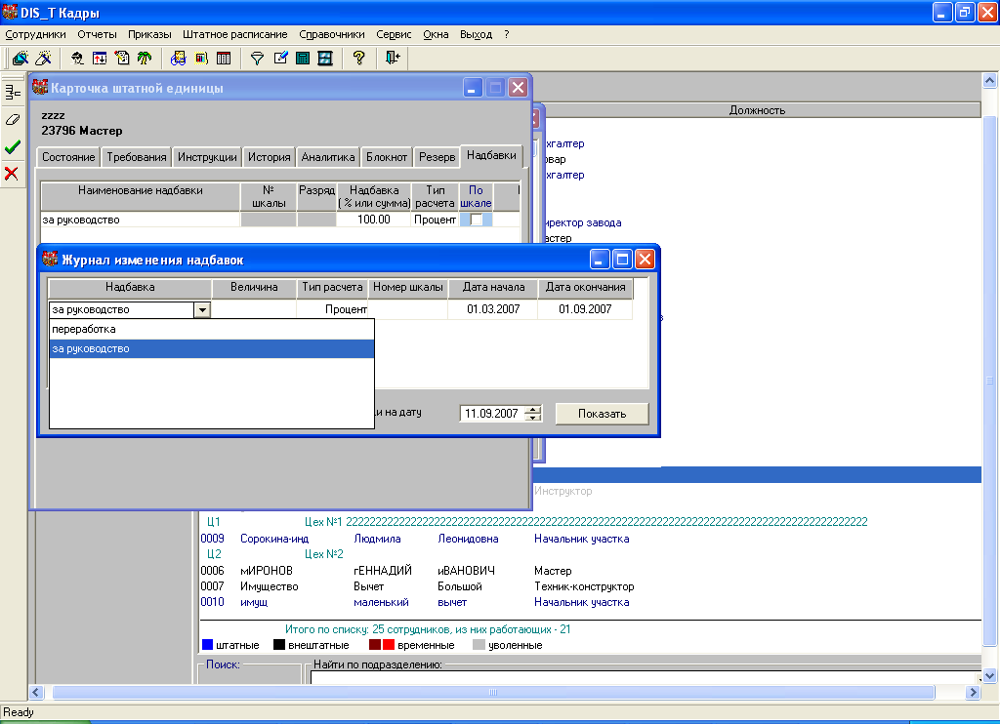 DIS_T Кадры
Сотрудники Отчеты Приказы Штатное расписание Справочники Сервис Окна Выход ?
Карточка штатной единицы
zzzz
23796 Мастер
Состояние Требования Инструкции История Аналитика Блокнот Резерв Надбавки
Наименование надбавки № шкалы Разряд Надбавка ( % или сумма) Тип расчета По шкале
за руководство 100.00 Процент
Должность
хгалтер
овар
хгалтер
иректор завода
астер
Журнал изменения надбавок
Надбавка Величина Тип расчета Номер шкалы Дата начала Дата окончания
за руководство Процент 01.03.2007 01.09.2007
переработка
за руководство
и на дату 11.09.2007 Показать
Инструктор
Ц1 Цех №1 22222222222222222222222222222222222222222222222222222222222222222222222222222222222222222
0009 Сорокина-инд Людмила Леонидовна Начальник участка
Ц2 Цех №2
0006 мИРОНОВ гЕННАДИЙ иВАНОВИЧ Мастер
0007 Имущество Вычет Большой Техник-конструктор
0010 имущ маленький вычет Начальник участка
Итого по списку: 25 сотрудников, из них работающих - 21
штатные внештатные временные уволенные
Поиск: Найти по подразделению:
Ready